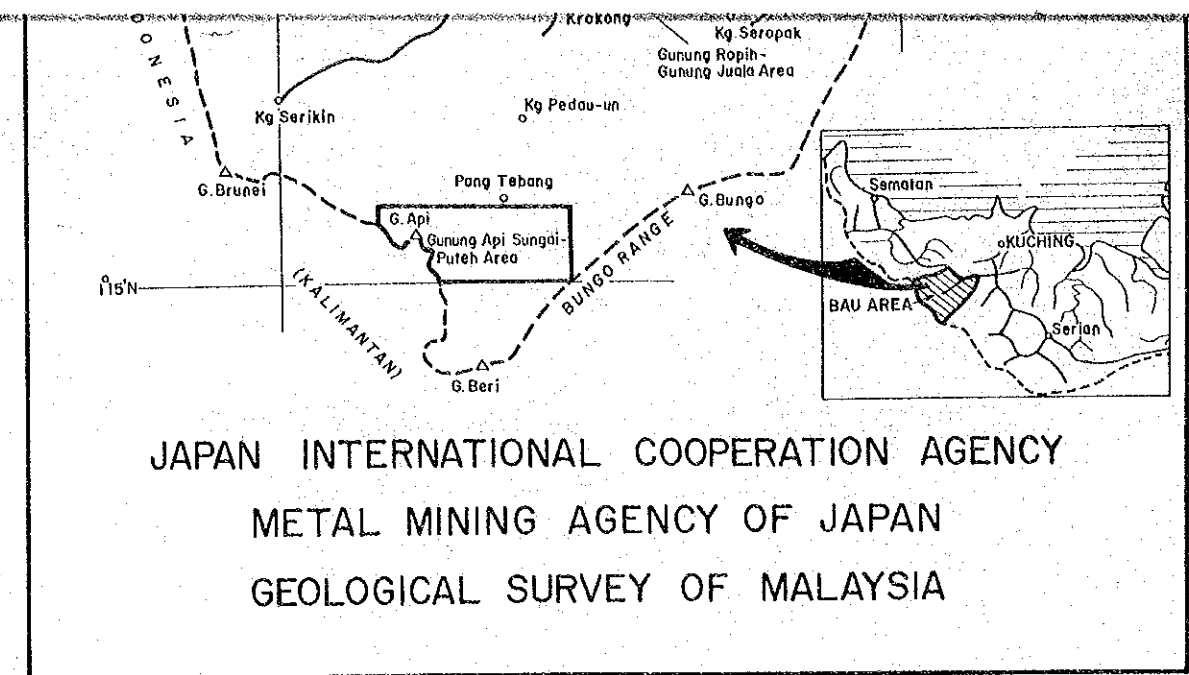 Krokong
Kg. Seropak
Gunung Ropih-
Gunung Juala Area
ONESIA
Kg Serikin
Kg Pedau-un
G. Brunei
Pang Tebang
G. Bungo
G. Api
Gunung Api Sungai-
Puteh Area
1°15'N
(KALIMANTAN)
BUNGO RANGE
G. Beri
Sematan
KUCHING
BAU AREA
Serian
JAPAN INTERNATIONAL COOPERATION AGENCY
METAL MINING AGENCY OF JAPAN
GEOLOGICAL SURVEY OF MALAYSIA